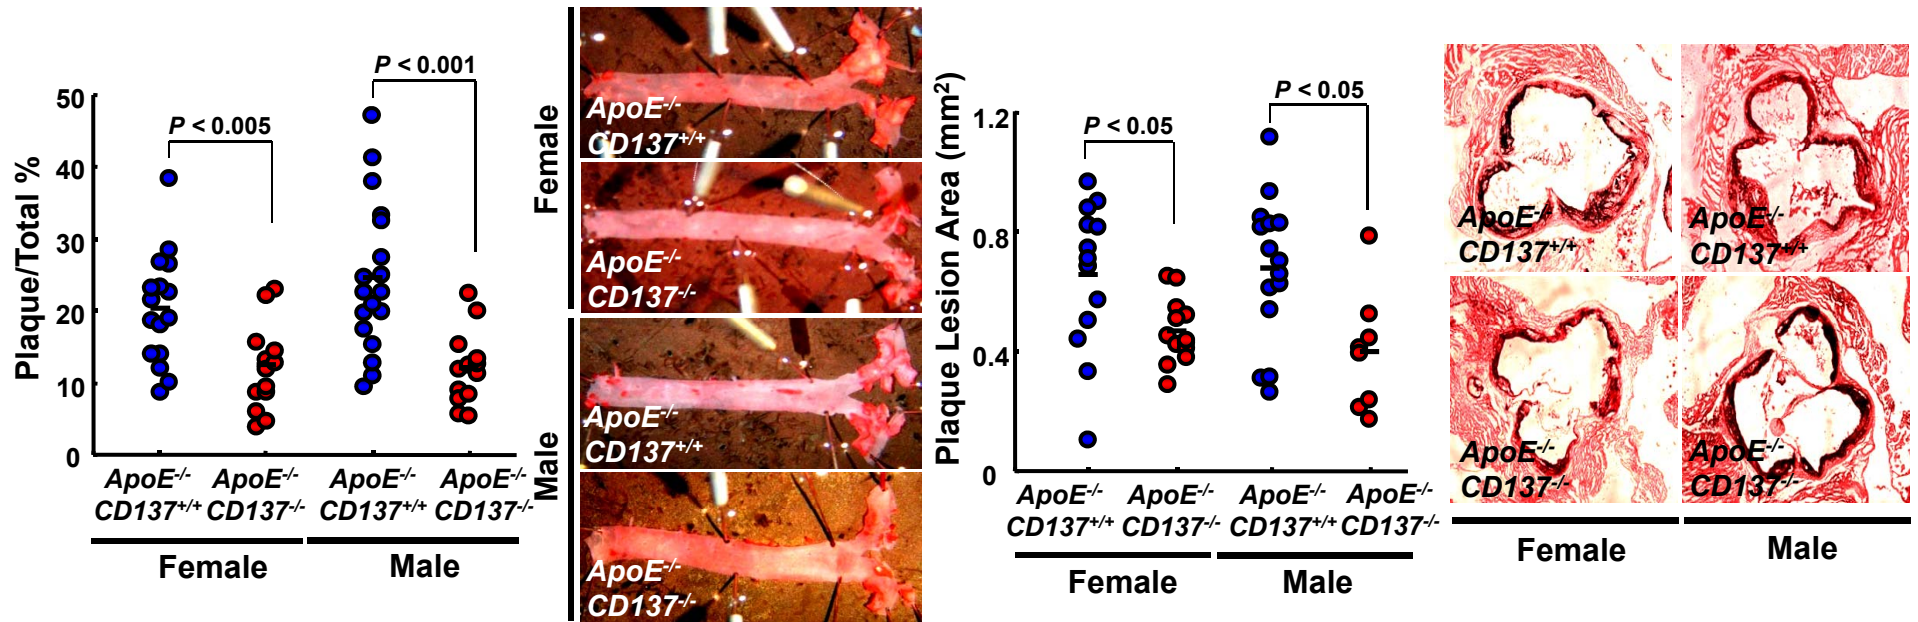 Plaque/Total %
50
40
30
20
10
0
P < 0.005
P < 0.001
ApoE-/- ApoE-/- ApoE-/- ApoE-/-
CD137+/+ CD137-/- CD137+/+ CD137-/-
Female Male
Female
ApoE-/-
CD137+/+
ApoE-/-
CD137-/-
Male
ApoE-/-
CD137+/+
ApoE-/-
CD137-/-
Plaque Lesion Area (mm²)
1.2
0.8
0.4
0
P < 0.05
P < 0.05
ApoE-/- ApoE-/- ApoE-/- ApoE-/-
CD137+/+ CD137-/- CD137+/+ CD137-/-
Female Male
ApoE-/-
CD137+/+
ApoE-/-
CD137+/+
ApoE-/-
CD137-/-
ApoE-/-
CD137-/-
Female Male